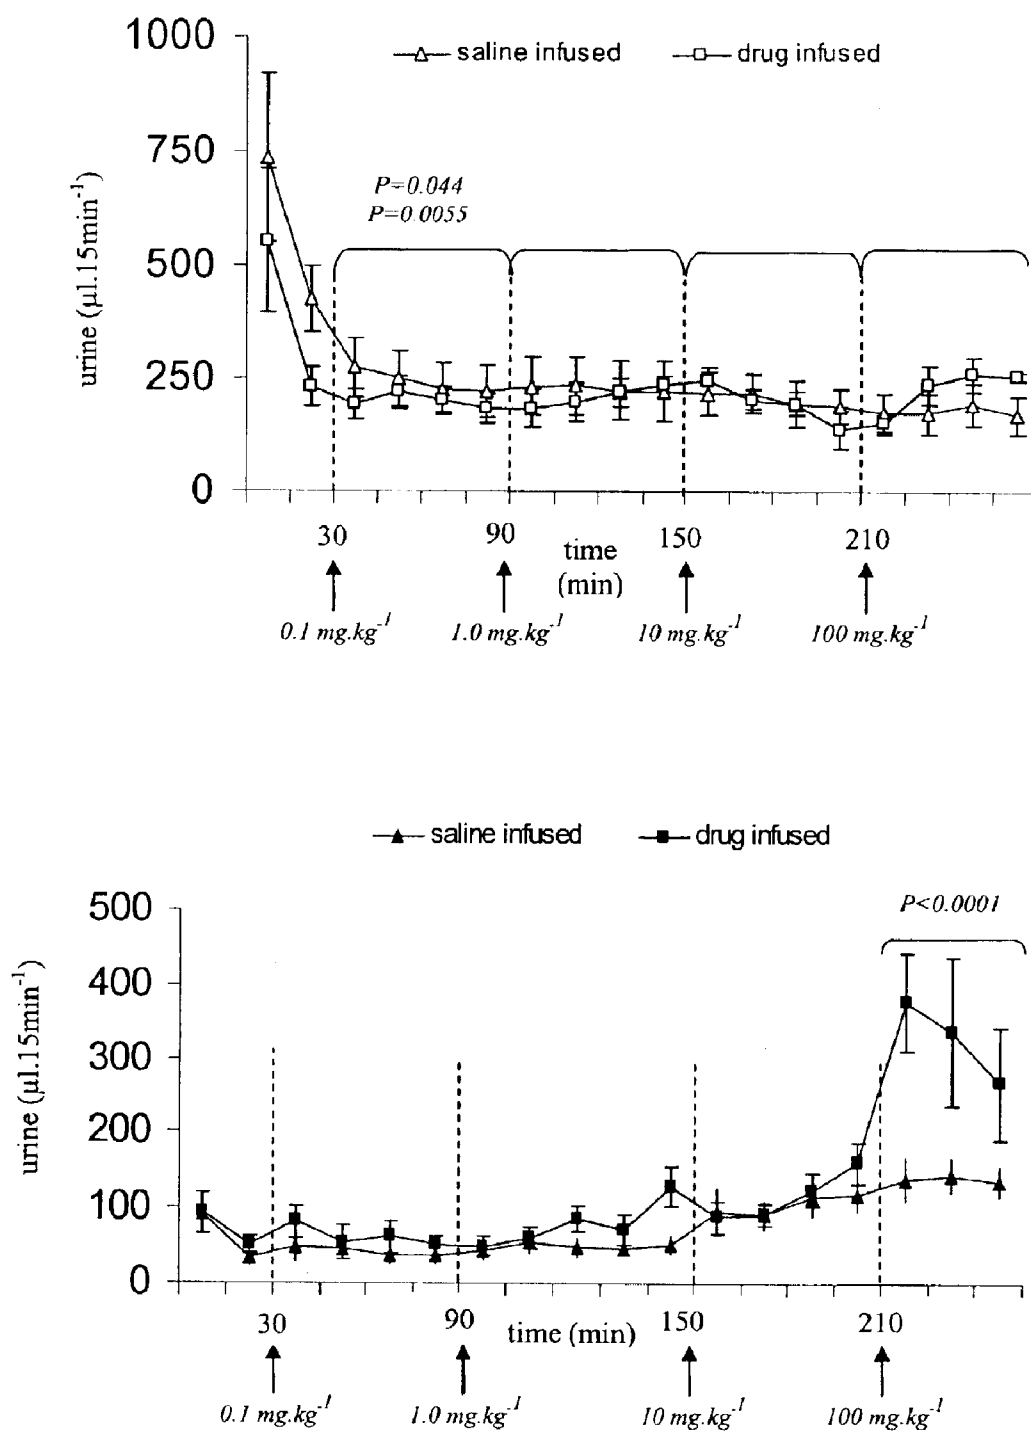 1000
saline infused drug infused
750
P=0.044
P=0.0055
500
urine (µl.15min⁻¹)
250
0
30 90 150 210
time
(min)
0.1 mg.kg⁻¹ 1.0 mg.kg⁻¹ 10 mg.kg⁻¹ 100 mg.kg⁻¹
saline infused drug infused
500
P<0.0001
400
300
urine (µl.15min⁻¹)
200
100
0
30 90 time (min) 150 210
0.1 mg.kg⁻¹ 1.0 mg.kg⁻¹ 10 mg.kg⁻¹ 100 mg.kg⁻¹